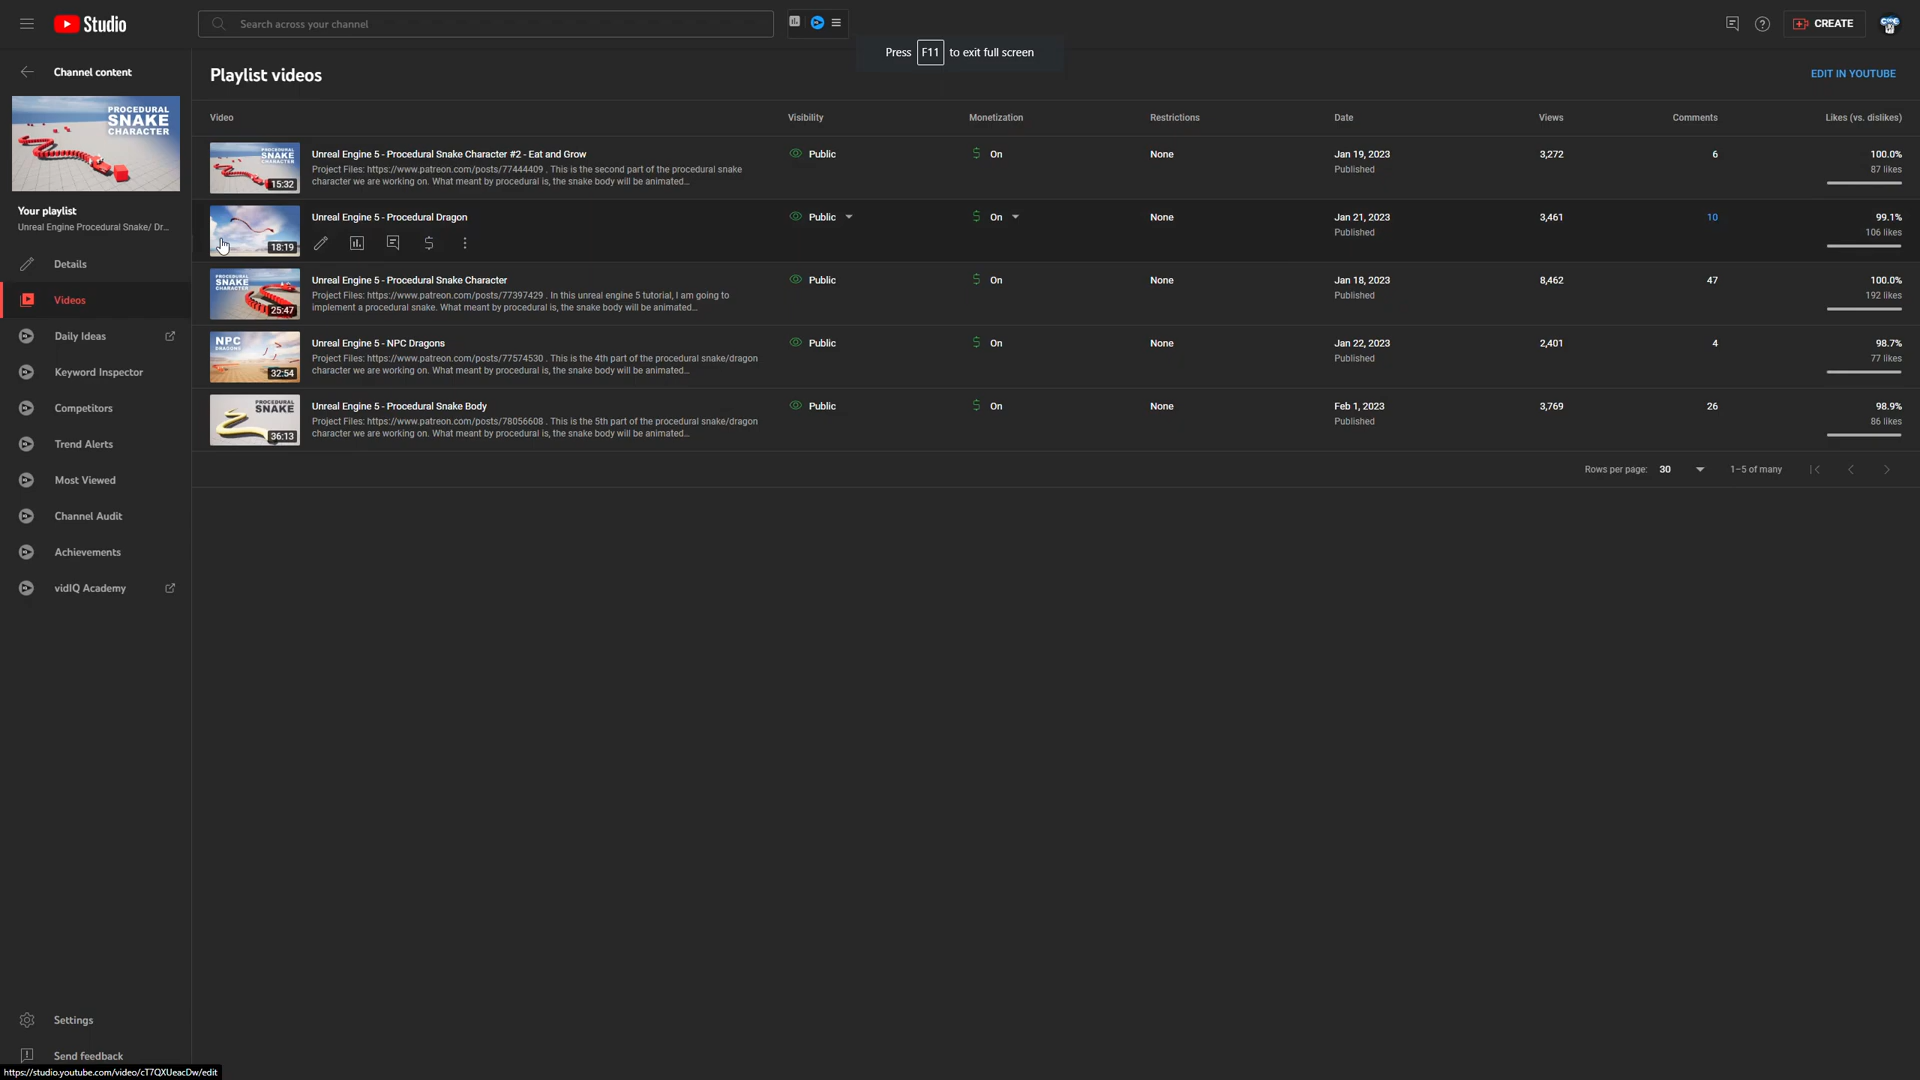 Studio
Search across your channel
CREATE
Press F11 to exit full screen
Channel content
PROCEDURAL
SNAKE
CHARACTER
Your playlist
Unreal Engine Procedural Snake/ Dr...
Details
Videos
Daily Ideas
Keyword Inspector
Competitors
Trend Alerts
Most Viewed
Channel Audit
Achievements
vidIQ Academy
Settings
Send feedback
Playlist videos
EDIT IN YOUTUBE
Video Visibility Monetization Restrictions Date Views Comments Likes (vs. dislikes)
PROCEDURAL
SNAKE
CHARACTER
15:32
Unreal Engine 5 - Procedural Snake Character #2 - Eat and Grow
Project Files: https://www.patreon.com/posts/77444409 . This is the second part of the procedural snake
character we are working on. What meant by procedural is, the snake body will be animated...
Public On None Jan 19, 2023 3,272 6 100.0%
Published 87 likes
18:19
Unreal Engine 5 - Procedural Dragon
Public On None Jan 21, 2023 3,461 10 99.1%
Published 106 likes
PROCEDURAL
SNAKE
CHARACTER
25:47
Unreal Engine 5 - Procedural Snake Character
Project Files: https://www.patreon.com/posts/77397429 . In this unreal engine 5 tutorial, I am going to
implement a procedural snake. What meant by procedural is, the snake body will be animated...
Public On None Jan 18, 2023 8,462 47 100.0%
Published 192 likes
NPC
DRAGONS
32:54
Unreal Engine 5 - NPC Dragons
Project Files: https://www.patreon.com/posts/77574530 . This is the 4th part of the procedural snake/dragon
character we are working on. What meant by procedural is, the snake body will be animated...
Public On None Jan 22, 2023 2,401 4 98.7%
Published 77 likes
PROCEDURAL
SNAKE
36:13
Unreal Engine 5 - Procedural Snake Body
Project Files: https://www.patreon.com/posts/78056608 . This is the 5th part of the procedural snake/dragon
character we are working on. What meant by procedural is, the snake body will be animated...
Public On None Feb 1, 2023 3,769 26 98.9%
Published 86 likes
Rows per page: 30 1–5 of many
https://studio.youtube.com/video/cT7QXUeacDw/edit